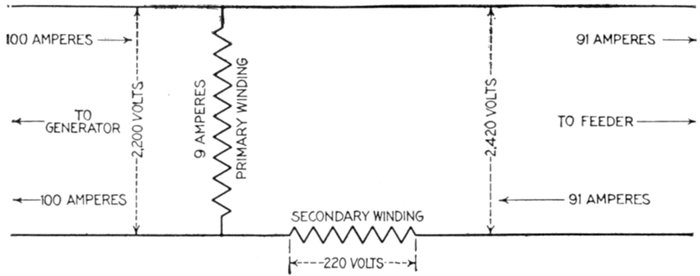 100 AMPERES
TO
GENERATOR
100 AMPERES
2,200 VOLTS
9 AMPERES
PRIMARY WINDING
SECONDARY WINDING
220 VOLTS
2,420 VOLTS
91 AMPERES
TO FEEDER
91 AMPERES